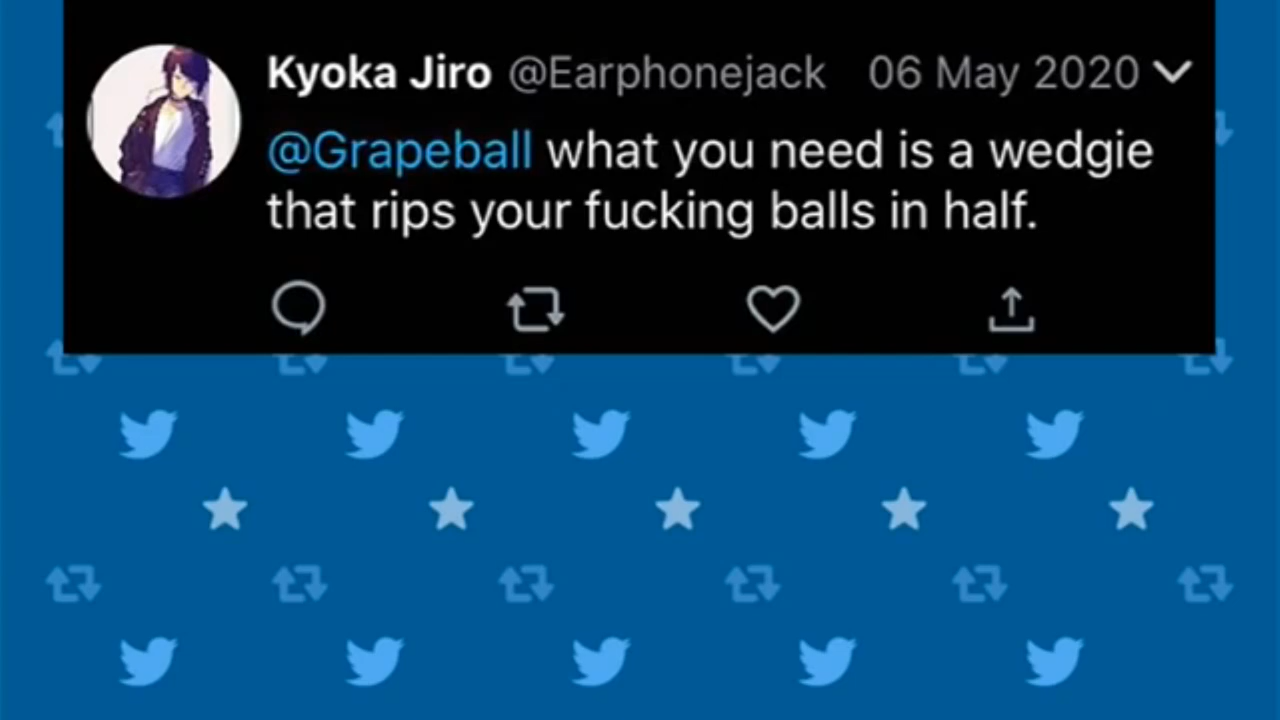 Kyoka Jiro @Earphonejack 06 May 2020
@Grapeball what you need is a wedgie
that rips your fucking balls in half.